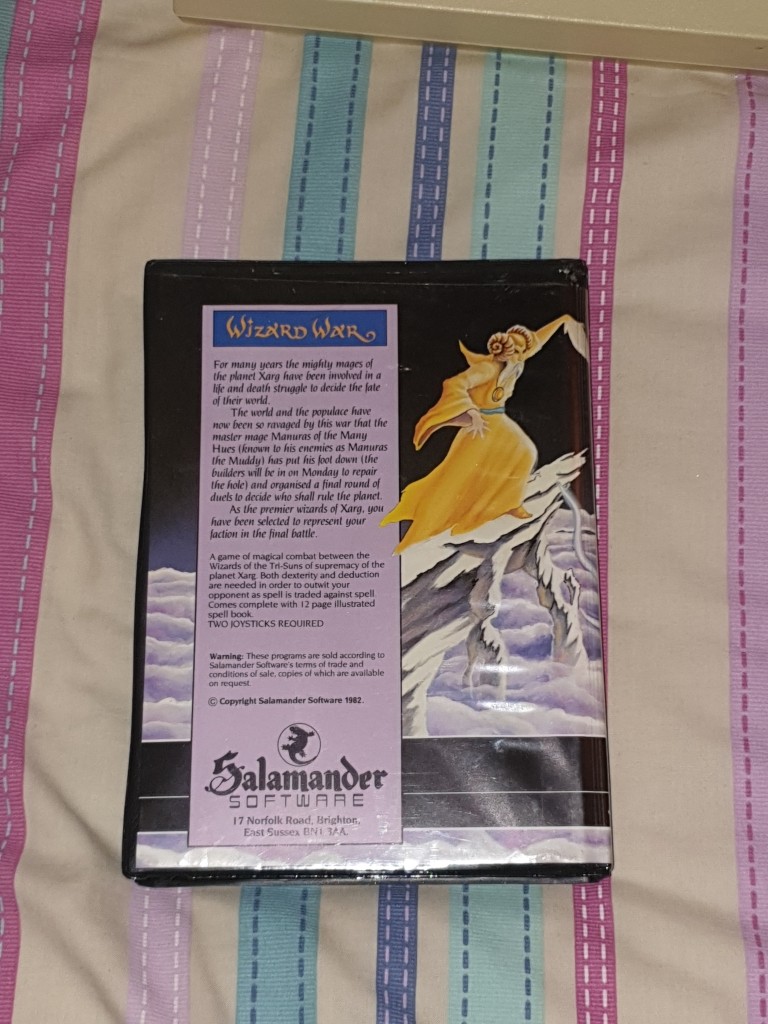 Wizard War
For many years the mighty mages of
the planet Xarg have been involved in a
life and death struggle to decide the fate
of their world.
The world and the populace have
now been so ravaged by this war that the
master mage Manuras of the Many
Hues (known to his enemies as Manuras
the Muddy) has put his foot down (the
builders will be in on Monday to repair
the hole) and organised a final round of
duels to decide who shall rule the planet.
As the premier wizards of Xarg, you
have been selected to represent your
faction in the final battle.
A game of magical combat between the
Wizards of the Tri-Suns of supremacy of the
planet Xarg. Both dexterity and deduction
are needed in order to outwit your
opponent as spell is traded against spell.
Comes complete with 12 page illustrated
spell book.
TWO JOYSTICKS REQUIRED
Warning: These programs are sold according to
Salamander Software's terms of trade and
conditions of sale, copies of which are available
on request.
© Copyright Salamander Software 1982.
Salamander
SOFTWARE
17 Norfolk Road, Brighton,
East Sussex BN1 3AA.